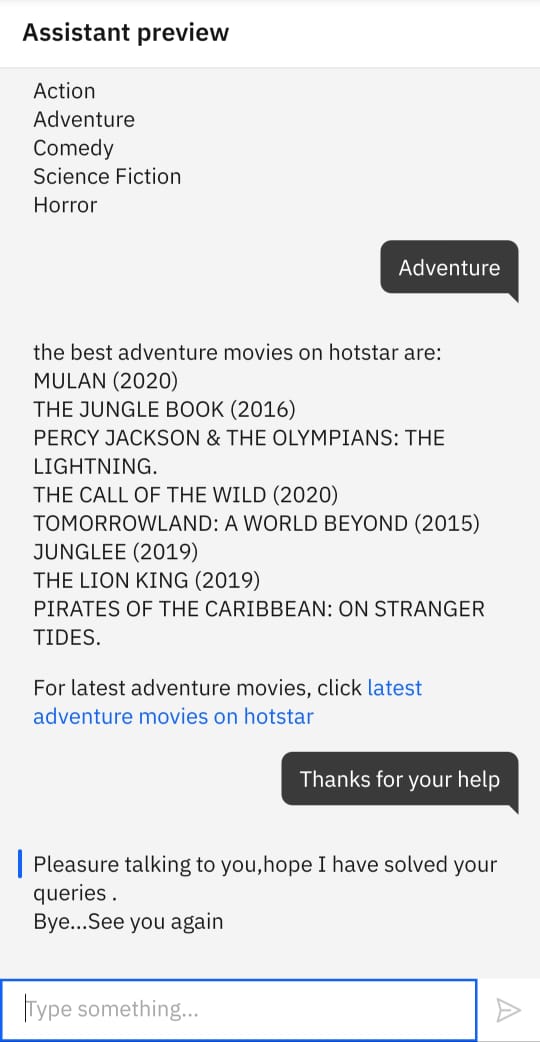 Assistant preview
Action
Adventure
Comedy
Science Fiction
Horror
Adventure
the best adventure movies on hotstar are:
MULAN (2020)
THE JUNGLE BOOK (2016)
PERCY JACKSON & THE OLYMPIANS: THE
LIGHTNING.
THE CALL OF THE WILD (2020)
TOMORROWLAND: A WORLD BEYOND (2015)
JUNGLEE (2019)
THE LION KING (2019)
PIRATES OF THE CARIBBEAN: ON STRANGER
TIDES.
For latest adventure movies, click latest
adventure movies on hotstar
Thanks for your help
Pleasure talking to you,hope I have solved your
queries .
Bye...See you again
Type something...